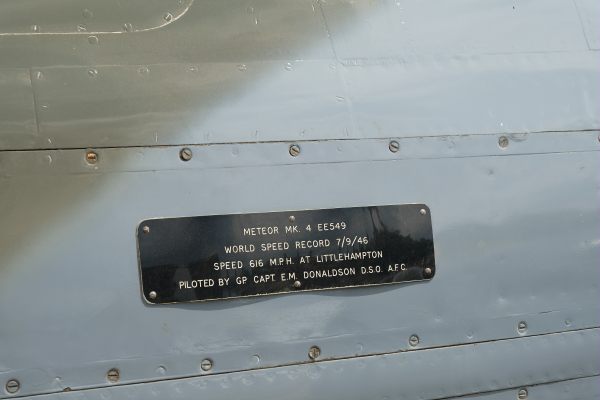 METEOR MK. 4 EE549
WORLD SPEED RECORD 7/9/46
SPEED 616 M.P.H. AT LITTLEHAMPTON
PILOTED BY GP CAPT. E.M. DONALDSON D.S.O. A.F.C.